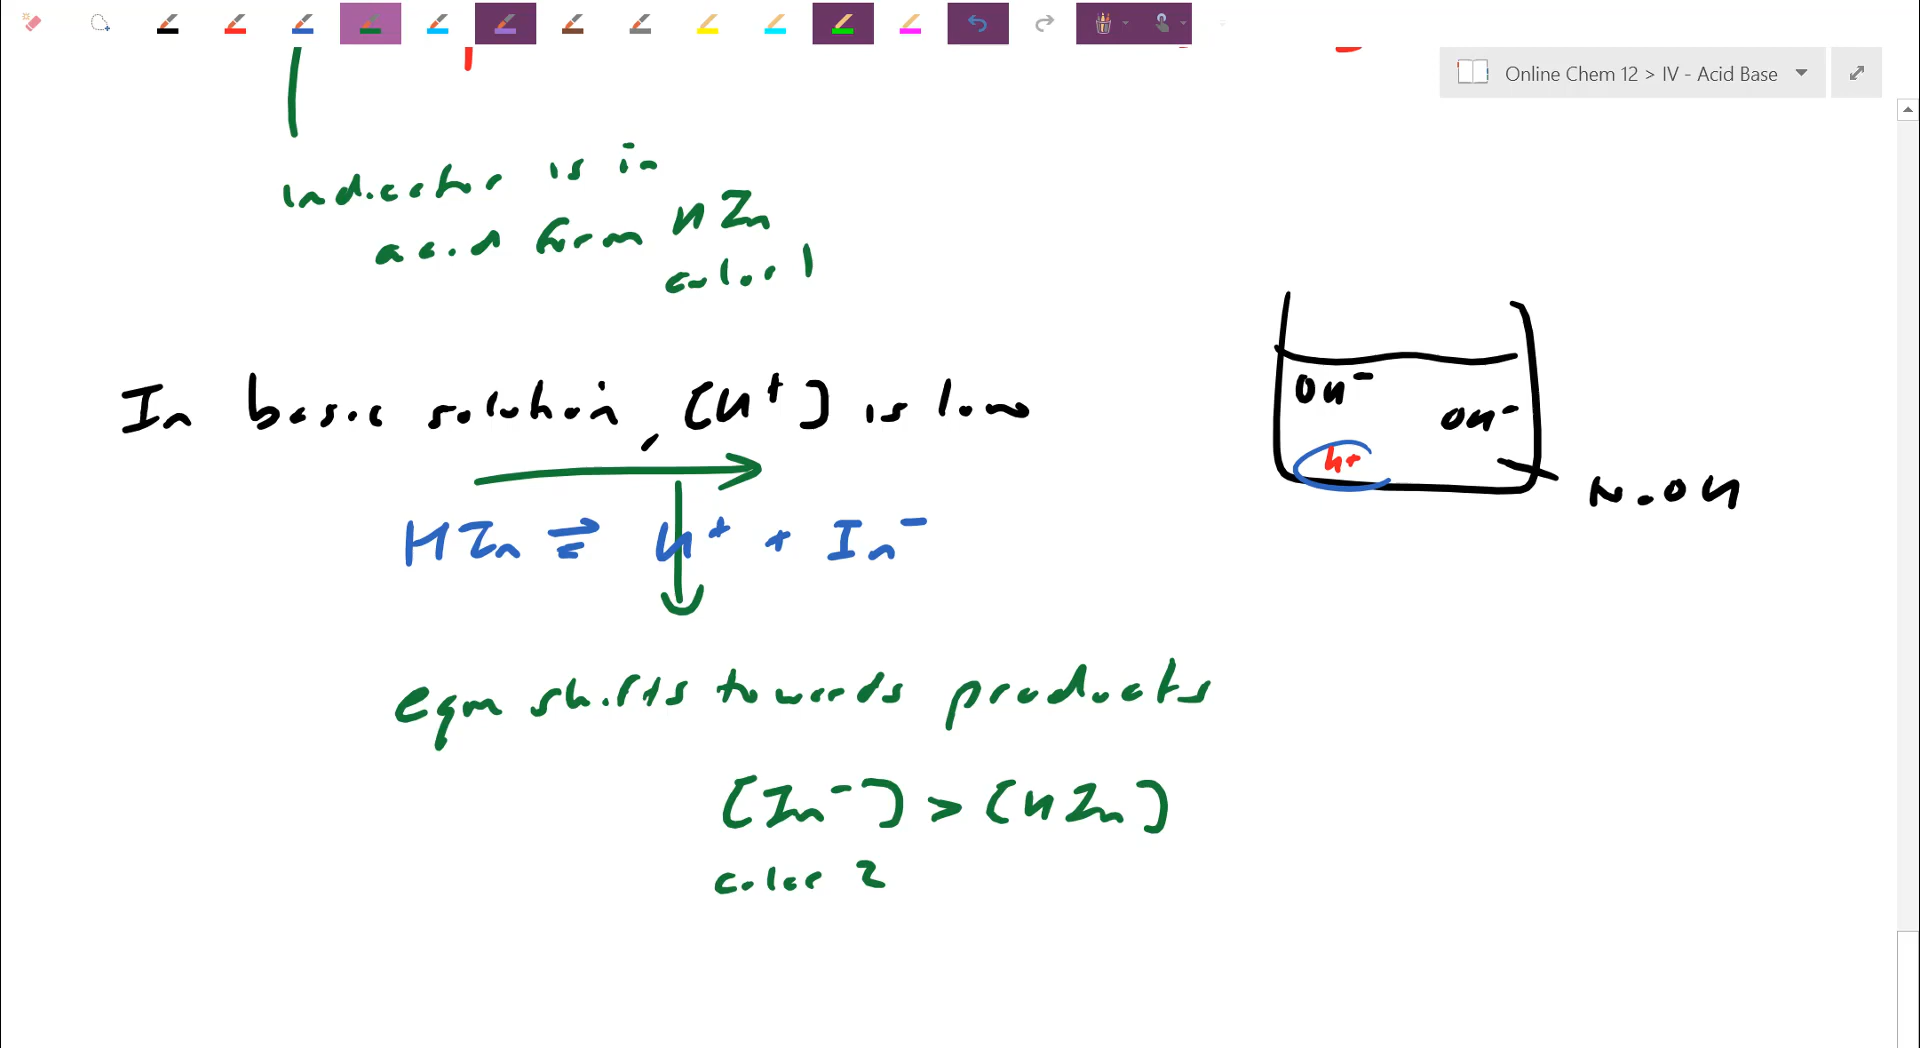 Online Chem 12 > IV - Acid Base
indicator is in
acid form HIn
color 1
In basic solution, [H⁺] is low
OH⁻
OH⁻
H+
NaOH
HIn ⇌ H⁺ + In⁻
eqm shifts towards products
[In⁻] > [HIn]
color 2